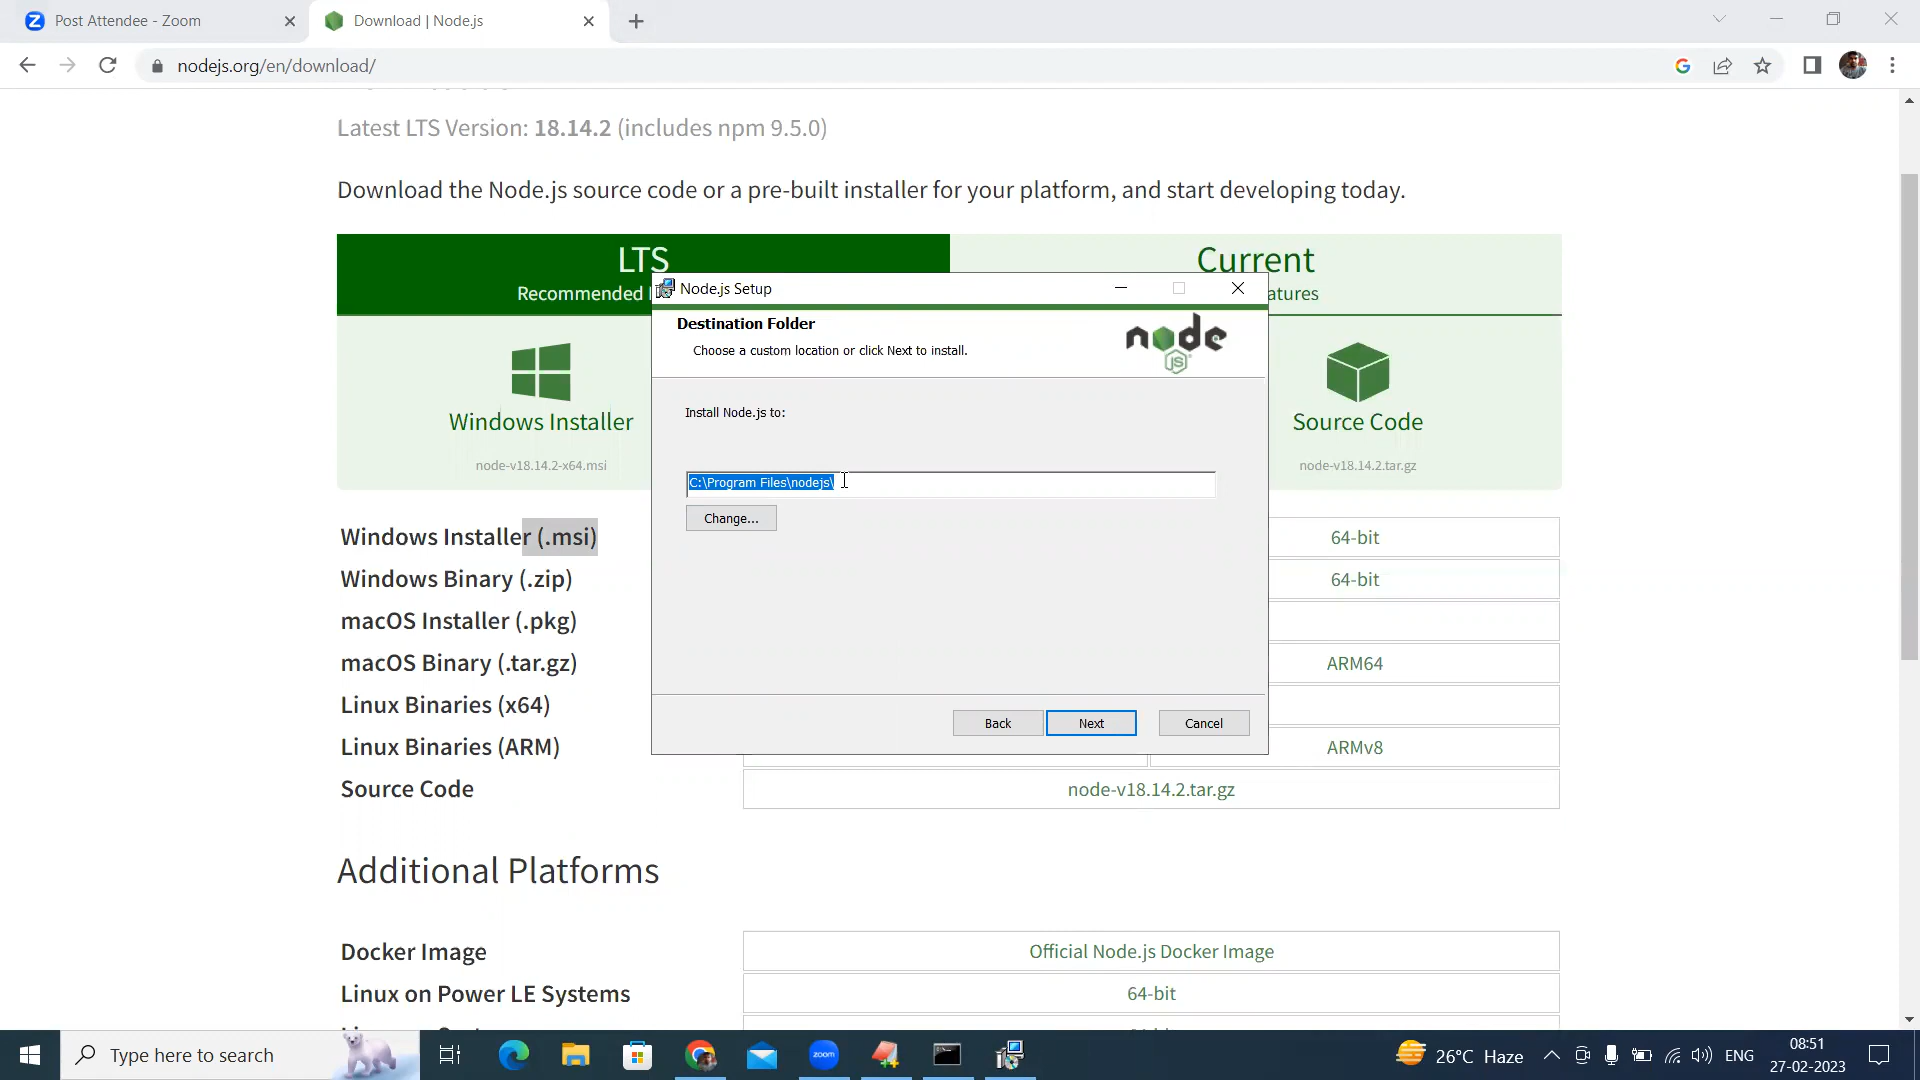 Post Attendee - Zoom
Download | Node.js
nodejs.org/en/download/
Latest LTS Version: 18.14.2 (includes npm 9.5.0)
Download the Node.js source code or a pre-built installer for your platform, and start developing today.
LTS
Recommended
Current
atures
Windows Installer
node-v18.14.2-x64.msi
Source Code
node-v18.14.2.tar.gz
Node.js Setup
Destination Folder
Choose a custom location or click Next to install.
node
JS
Install Node.js to:
C:\Program Files\nodejs\
Change...
Back
Next
Cancel
Windows Installer (.msi)
64-bit
Windows Binary (.zip)
64-bit
macOS Installer (.pkg)
macOS Binary (.tar.gz)
ARM64
Linux Binaries (x64)
Linux Binaries (ARM)
ARMv8
Source Code
node-v18.14.2.tar.gz
Additional Platforms
Docker Image
Official Node.js Docker Image
Linux on Power LE Systems
64-bit
Type here to search
zoom
26°C Haze
ENG
08:51
27-02-2023